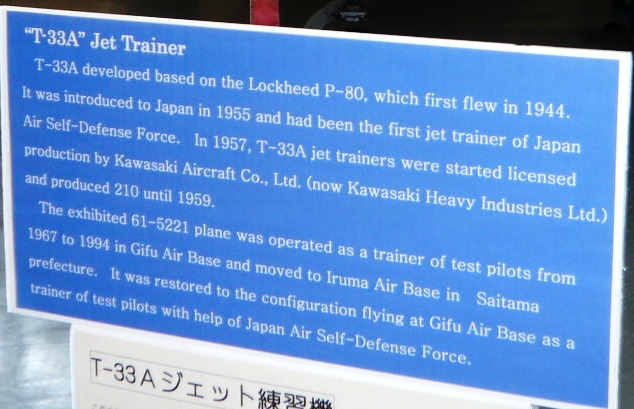 “T-33A” Jet Trainer
T-33A developed based on the Lockheed P-80, which first flew in 1944.
It was introduced to Japan in 1955 and had been the first jet trainer of Japan
Air Self-Defense Force. In 1957, T-33A jet trainers were started licensed
production by Kawasaki Aircraft Co., Ltd. (now Kawasaki Heavy Industries Ltd.)
and produced 210 until 1959.
The exhibited 61-5221 plane was operated as a trainer of test pilots from
1967 to 1994 in Gifu Air Base and moved to Iruma Air Base in Saitama
prefecture. It was restored to the configuration flying at Gifu Air Base as a
trainer of test pilots with help of Japan Air Self-Defense Force.
T-33Aジェット練習機